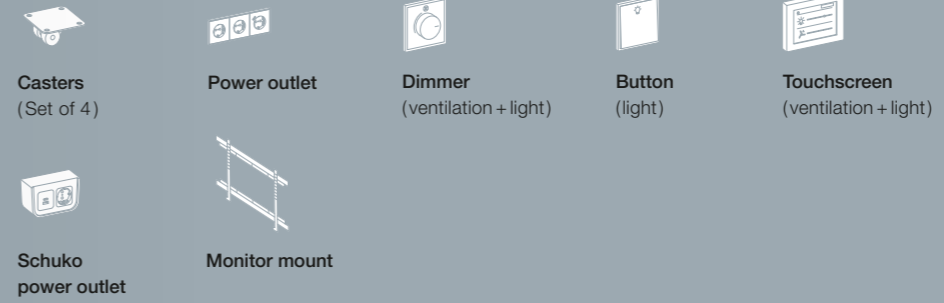 Casters
(Set of 4)
Power outlet
Dimmer
(ventilation + light)
Button
(light)
Touchscreen
(ventilation + light)
Schuko
power outlet
Monitor mount